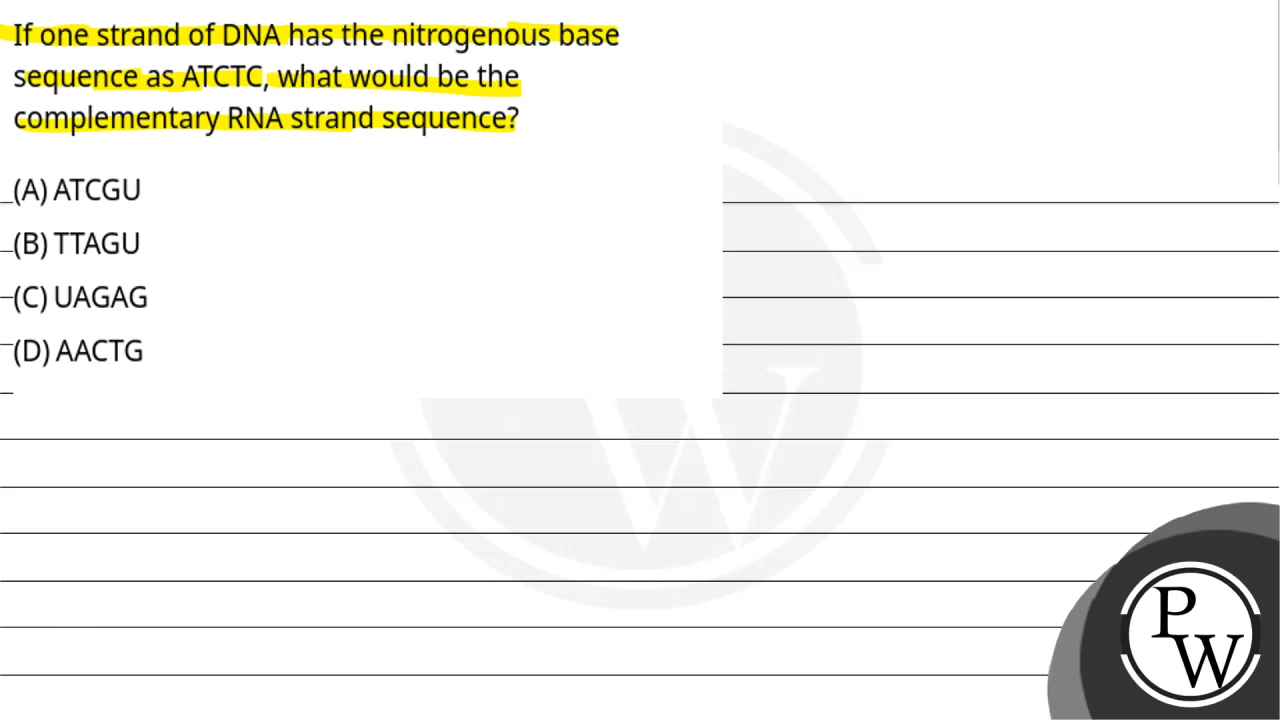 If one strand of DNA has the nitrogenous base
sequence as ATCTC, what would be the
complementary RNA strand sequence?
(A) ATCGU
(B) TTAGU
(C) UAGAG
(D) AACTG
W
P
W